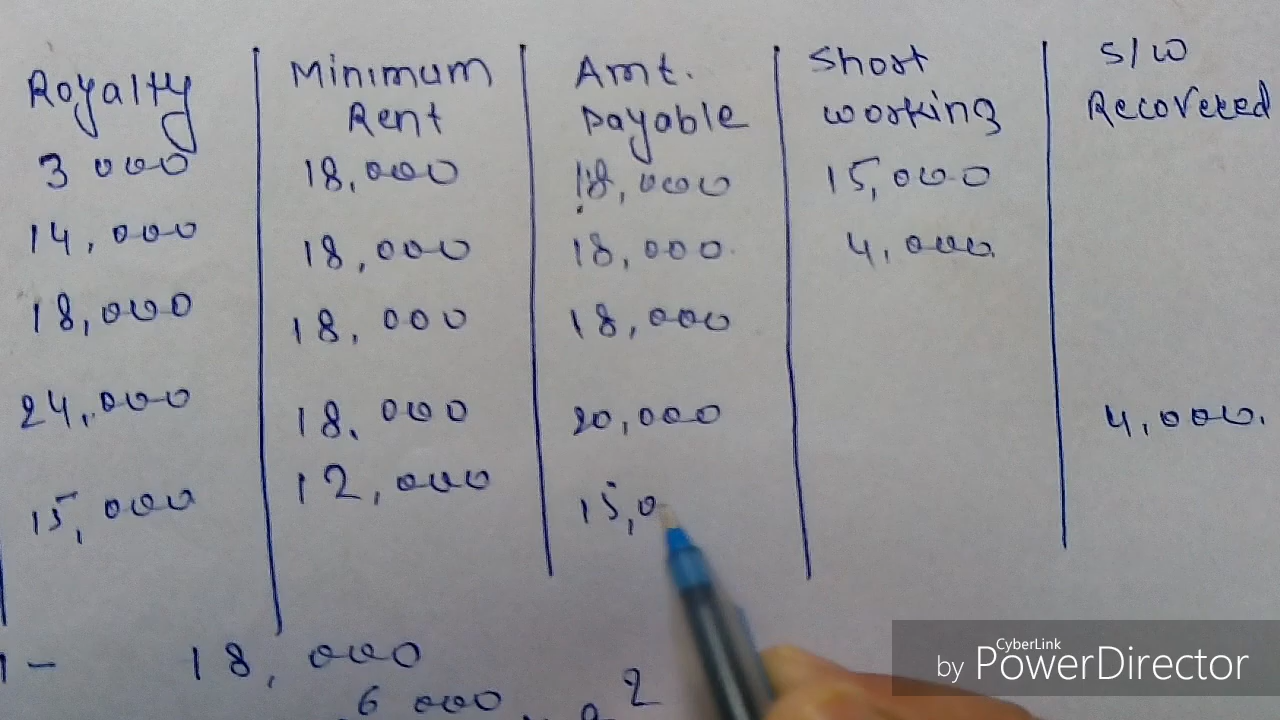 Royalty Minimum Rent Amt. Payable Short working S/W Recovered
3000 18,000 18,000 15,000
14,000 18,000 18,000. 4,000.
18,000 18,000 18,000
24,000 18,000 20,000 4,000.
15,000 12,000 15,0
1 - 18,000
6000 2
CyberLink
by PowerDirector